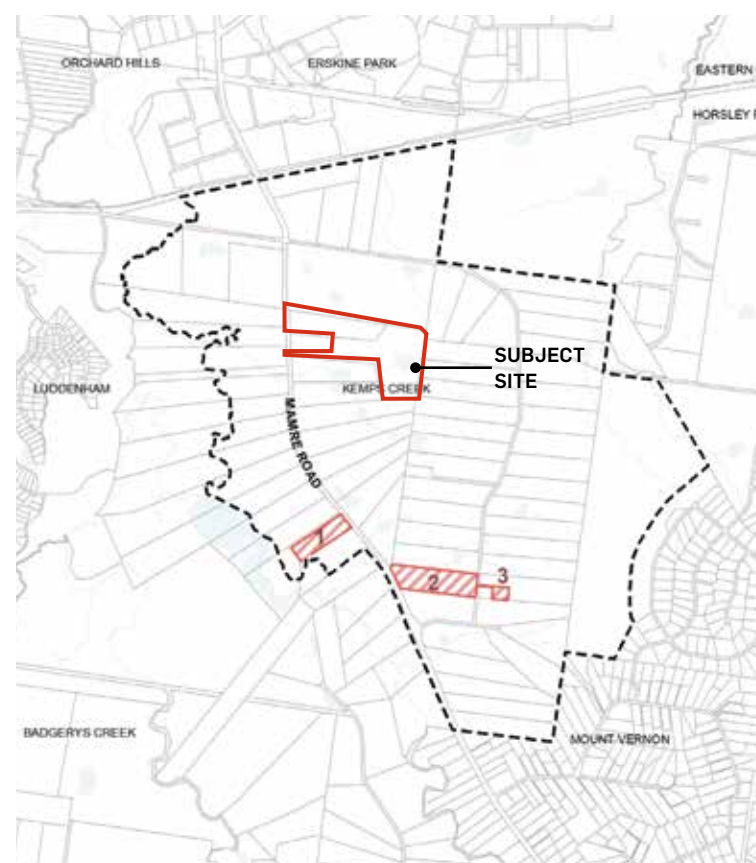 ORCHARD HILLS
ERSKINE PARK
EASTERN
HORSLEY
SUBJECT
SITE
LUDDENHAM
KEMPS CREEK
MAMRE ROAD
1
2
3
BADGERYS CREEK
MOUNT VERNON